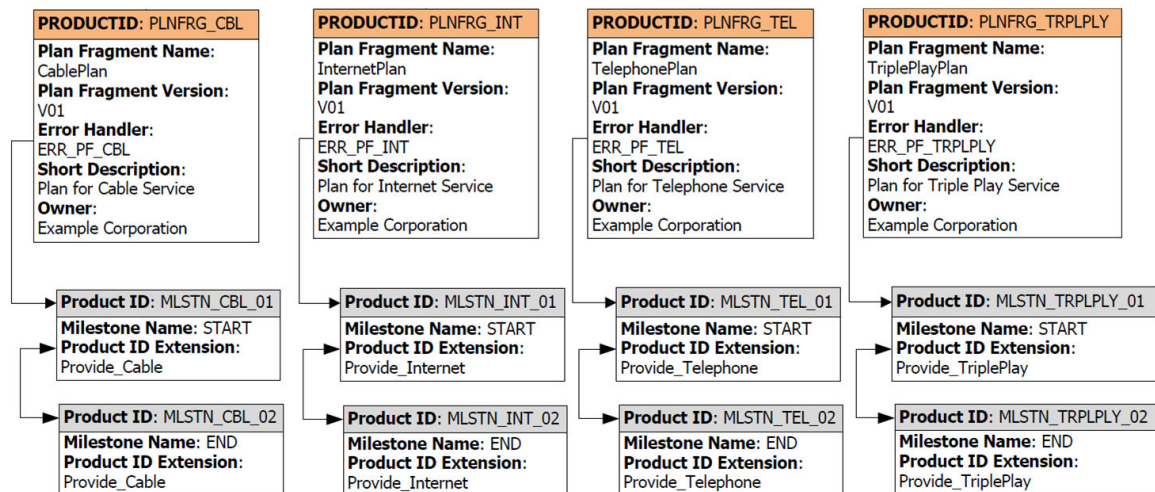 PRODUCTID: PLNFRG_CBL
Plan Fragment Name:
CablePlan
Plan Fragment Version:
V01
Error Handler:
ERR_PF_CBL
Short Description:
Plan for Cable Service
Owner:
Example Corporation
Product ID: MLSTN_CBL_01
Milestone Name: START
Product ID Extension:
Provide_Cable
Product ID: MLSTN_CBL_02
Milestone Name: END
Product ID Extension:
Provide_Cable
PRODUCTID: PLNFRG_INT
Plan Fragment Name:
InternetPlan
Plan Fragment Version:
V01
Error Handler:
ERR_PF_INT
Short Description:
Plan for Internet Service
Owner:
Example Corporation
Product ID: MLSTN_INT_01
Milestone Name: START
Product ID Extension:
Provide_Internet
Product ID: MLSTN_INT_02
Milestone Name: END
Product ID Extension:
Provide_Internet
PRODUCTID: PLNFRG_TEL
Plan Fragment Name:
TelephonePlan
Plan Fragment Version:
V01
Error Handler:
ERR_PF_TEL
Short Description:
Plan for Telephone Service
Owner:
Example Corporation
Product ID: MLSTN_TEL_01
Milestone Name: START
Product ID Extension:
Provide_Telephone
Product ID: MLSTN_TEL_02
Milestone Name: END
Product ID Extension:
Provide_Telephone
PRODUCTID: PLNFRG_TRPLPLY
Plan Fragment Name:
TriplePlayPlan
Plan Fragment Version:
V01
Error Handler:
ERR_PF_TRPLPLY
Short Description:
Plan for Triple Play Service
Owner:
Example Corporation
Product ID: MLSTN_TRPLPLY_01
Milestone Name: START
Product ID Extension:
Provide_TriplePlay
Product ID: MLSTN_TRPLPLY_02
Milestone Name: END
Product ID Extension:
Provide_TriplePlay